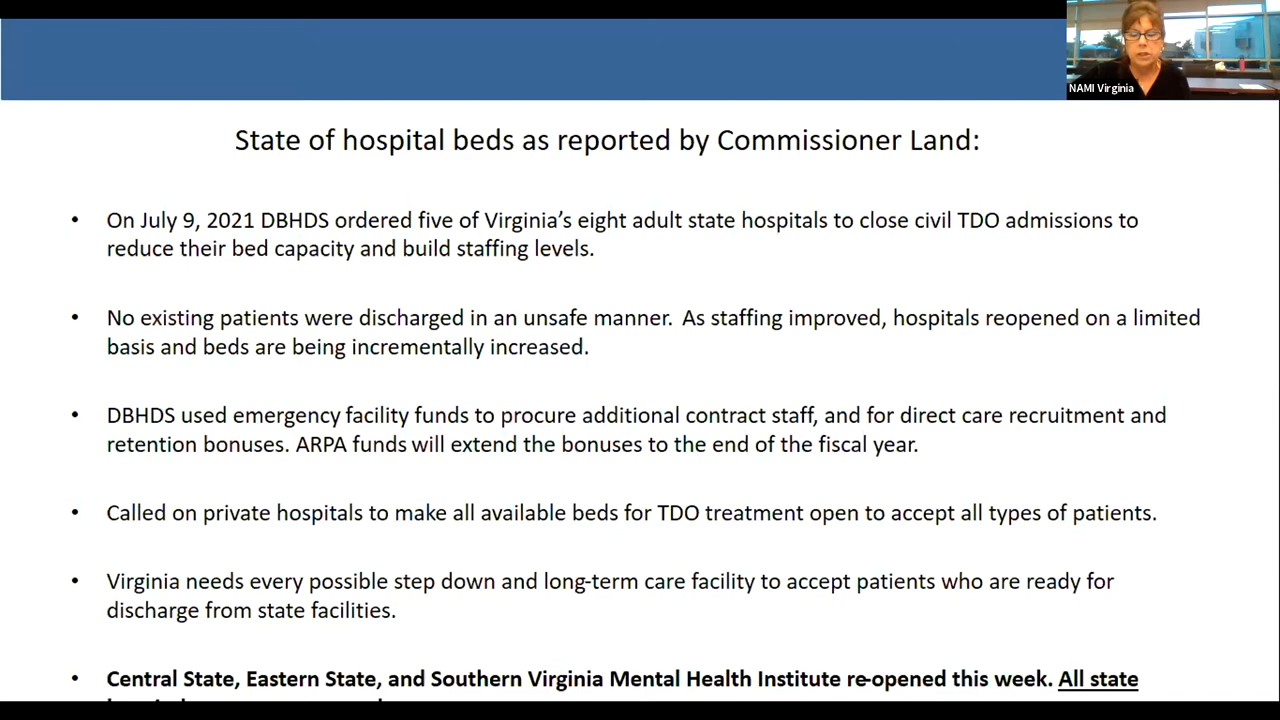 NAMI Virginia
State of hospital beds as reported by Commissioner Land:
• On July 9, 2021 DBHDS ordered five of Virginia's eight adult state hospitals to close civil TDO admissions to
reduce their bed capacity and build staffing levels.
• No existing patients were discharged in an unsafe manner. As staffing improved, hospitals reopened on a limited
basis and beds are being incrementally increased.
• DBHDS used emergency facility funds to procure additional contract staff, and for direct care recruitment and
retention bonuses. ARPA funds will extend the bonuses to the end of the fiscal year.
• Called on private hospitals to make all available beds for TDO treatment open to accept all types of patients.
• Virginia needs every possible step down and long-term care facility to accept patients who are ready for
discharge from state facilities.
• Central State, Eastern State, and Southern Virginia Mental Health Institute re-opened this week. All state